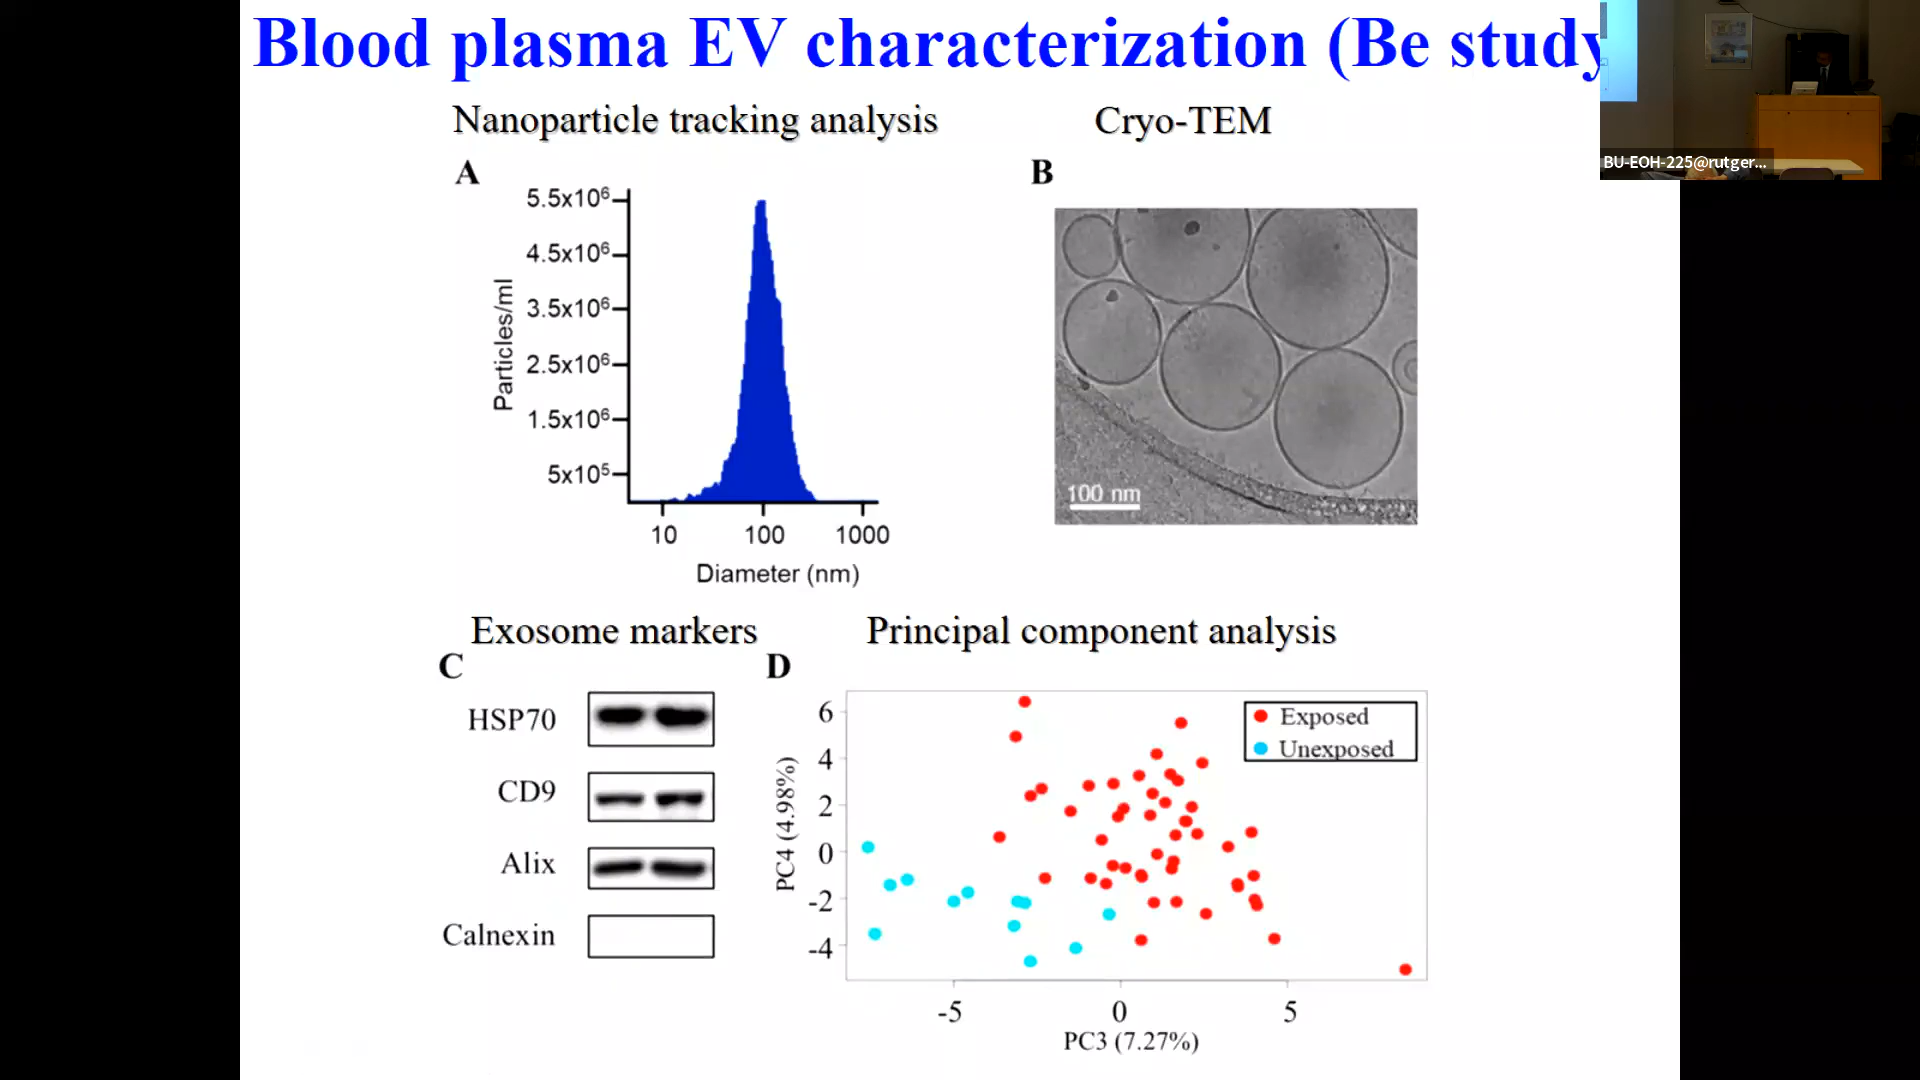 Blood plasma EV characterization (Be study
BU-EOH-225@rutger...
Nanoparticle tracking analysis
Cryo-TEM
A
B
5.5x10⁶
4.5x10⁶
3.5x10⁶
2.5x10⁶
1.5x10⁶
5x10⁵
Particles/ml
10 100 1000
Diameter (nm)
100 nm
Exosome markers
Principal component analysis
C
D
HSP70
CD9
Alix
Calnexin
Exposed
Unexposed
6
4
2
0
-2
-4
PC4 (4.98%)
-5 0 5
PC3 (7.27%)